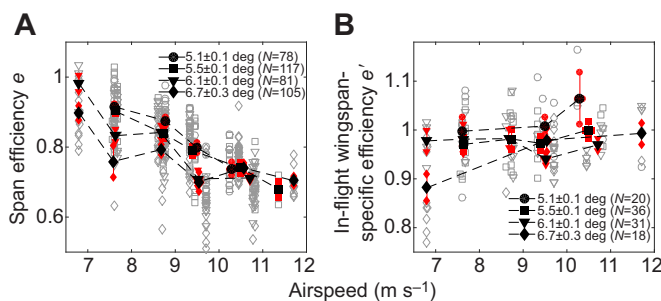 A
Span efficiency e
1
0.8
0.6
5.1±0.1 deg (N=78)
5.5±0.1 deg (N=117)
6.1±0.1 deg (N=81)
6.7±0.3 deg (N=105)
7 8 9 10 11 12
B
In-flight wingspan-
specific efficiency e′
1.1
1
0.9
0.8
5.1±0.1 deg (N=20)
5.5±0.1 deg (N=36)
6.1±0.1 deg (N=31)
6.7±0.3 deg (N=18)
7 8 9 10 11 12
Airspeed (m s⁻¹)